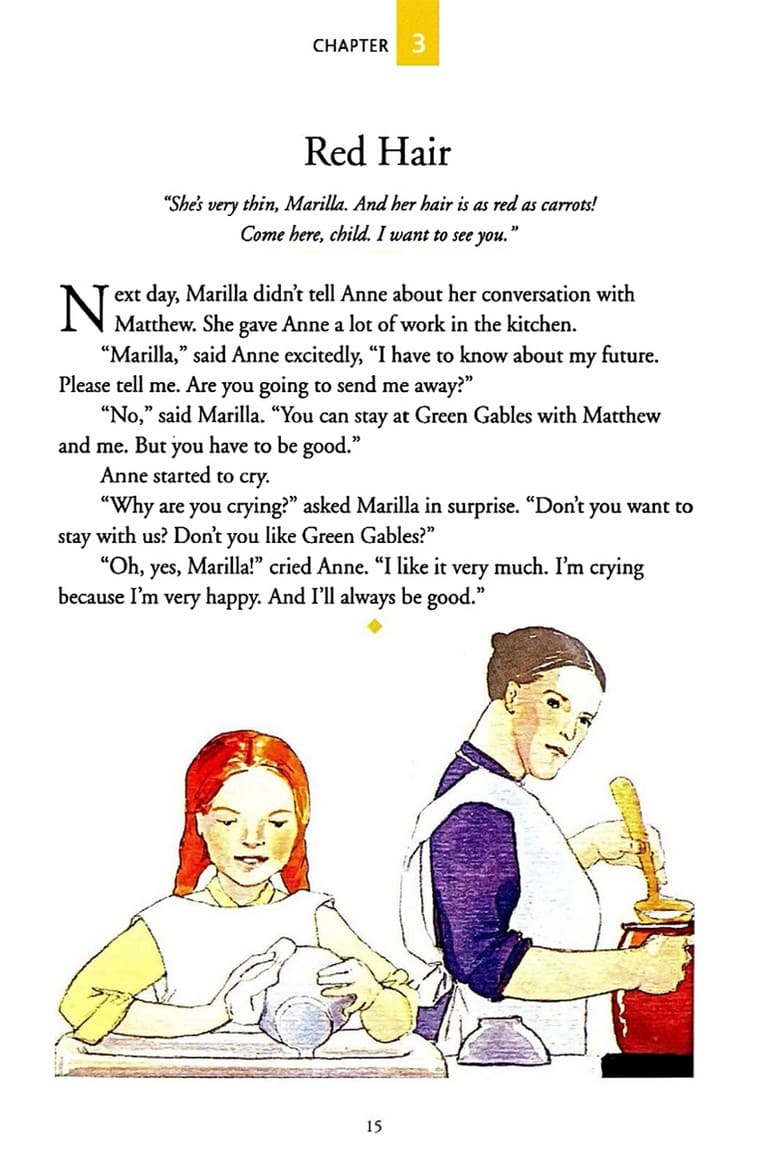 CHAPTER 3
Red Hair
“She’s very thin, Marilla. And her hair is as red as carrots!
Come here, child. I want to see you.”
Next day, Marilla didn’t tell Anne about her conversation with
Matthew. She gave Anne a lot of work in the kitchen.
“Marilla,” said Anne excitedly, “I have to know about my future.
Please tell me. Are you going to send me away?”
“No,” said Marilla. “You can stay at Green Gables with Matthew
and me. But you have to be good.”
Anne started to cry.
“Why are you crying?” asked Marilla in surprise. “Don’t you want to
stay with us? Don’t you like Green Gables?”
“Oh, yes, Marilla!” cried Anne. “I like it very much. I’m crying
because I’m very happy. And I’ll always be good.”
15